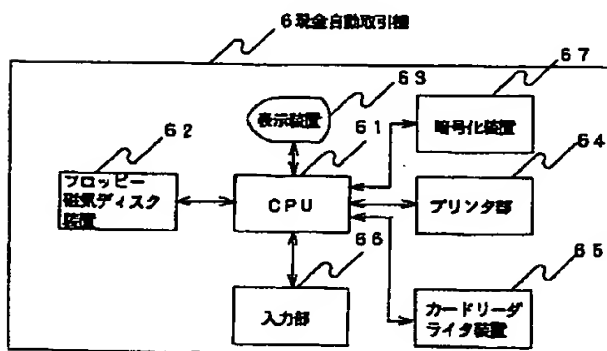 6現金自動取引機
63
67
表示装置
暗号化装置
62
61
64
フロッピー
磁気ディスク
装置
CPU
プリンタ部
66
65
入力部
カードリーダ
ライタ装置